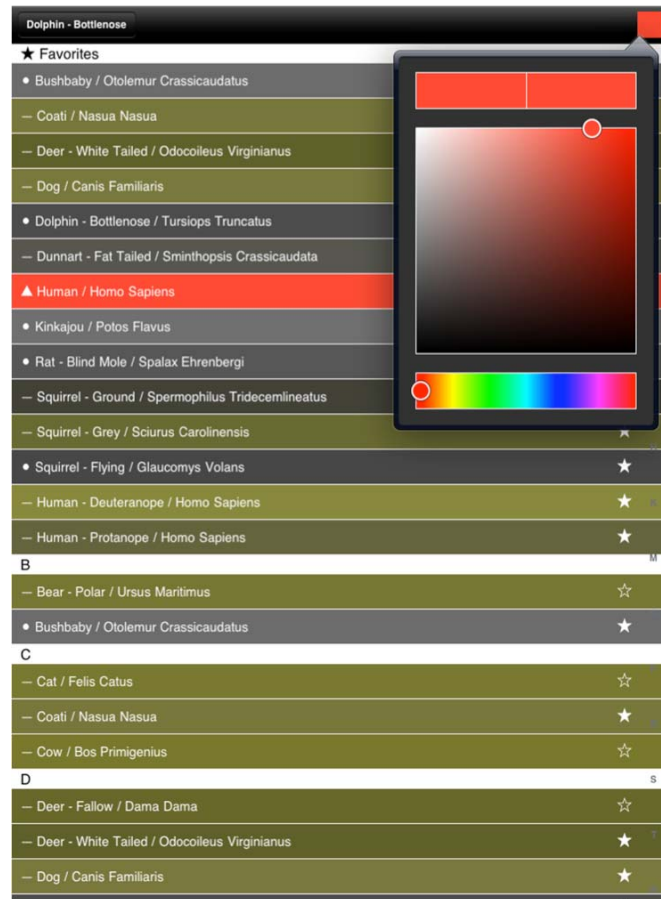 Dolphin - Bottlenose
★ Favorites
● Bushbaby / Otolemur Crassicaudatus
— Coati / Nasua Nasua
— Deer - White Tailed / Odocoileus Virginianus
— Dog / Canis Familiaris
● Dolphin - Bottlenose / Tursiops Truncatus
— Dunnart - Fat Tailed / Sminthopsis Crassicaudata
▲ Human / Homo Sapiens
● Kinkajou / Potos Flavus
● Rat - Blind Mole / Spalax Ehrenbergi
— Squirrel - Ground / Spermophilus Tridecemlineatus
— Squirrel - Grey / Sciurus Carolinensis
● Squirrel - Flying / Glaucomys Volans
— Human - Deuteranope / Homo Sapiens
K
— Human - Protanope / Homo Sapiens
M
B
— Bear - Polar / Ursus Maritimus
● Bushbaby / Otolemur Crassicaudatus
C
— Cat / Felis Catus
— Coati / Nasua Nasua
— Cow / Bos Primigenius
D
S
— Deer - Fallow / Dama Dama
— Deer - White Tailed / Odocoileus Virginianus
T
— Dog / Canis Familiaris